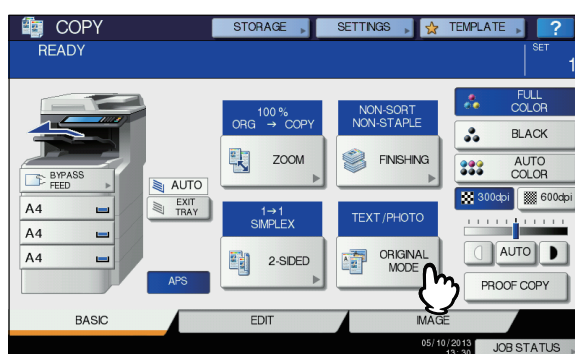 COPY
STORAGE
SETTINGS
TEMPLATE
?
READY
SET
1
100 %
ORG → COPY
NON-SORT
NON-STAPLE
FULL
COLOR
ZOOM
FINISHING
BLACK
BYPASS
FEED
AUTO
AUTO
COLOR
EXIT
TRAY
300dpi
600dpi
A4
A4
A4
1→1
SIMPLEX
TEXT/PHOTO
2-SIDED
ORIGINAL
MODE
AUTO
APS
PROOF COPY
BASIC
EDIT
IMAGE
05/10/2013
13:30
JOB STATUS